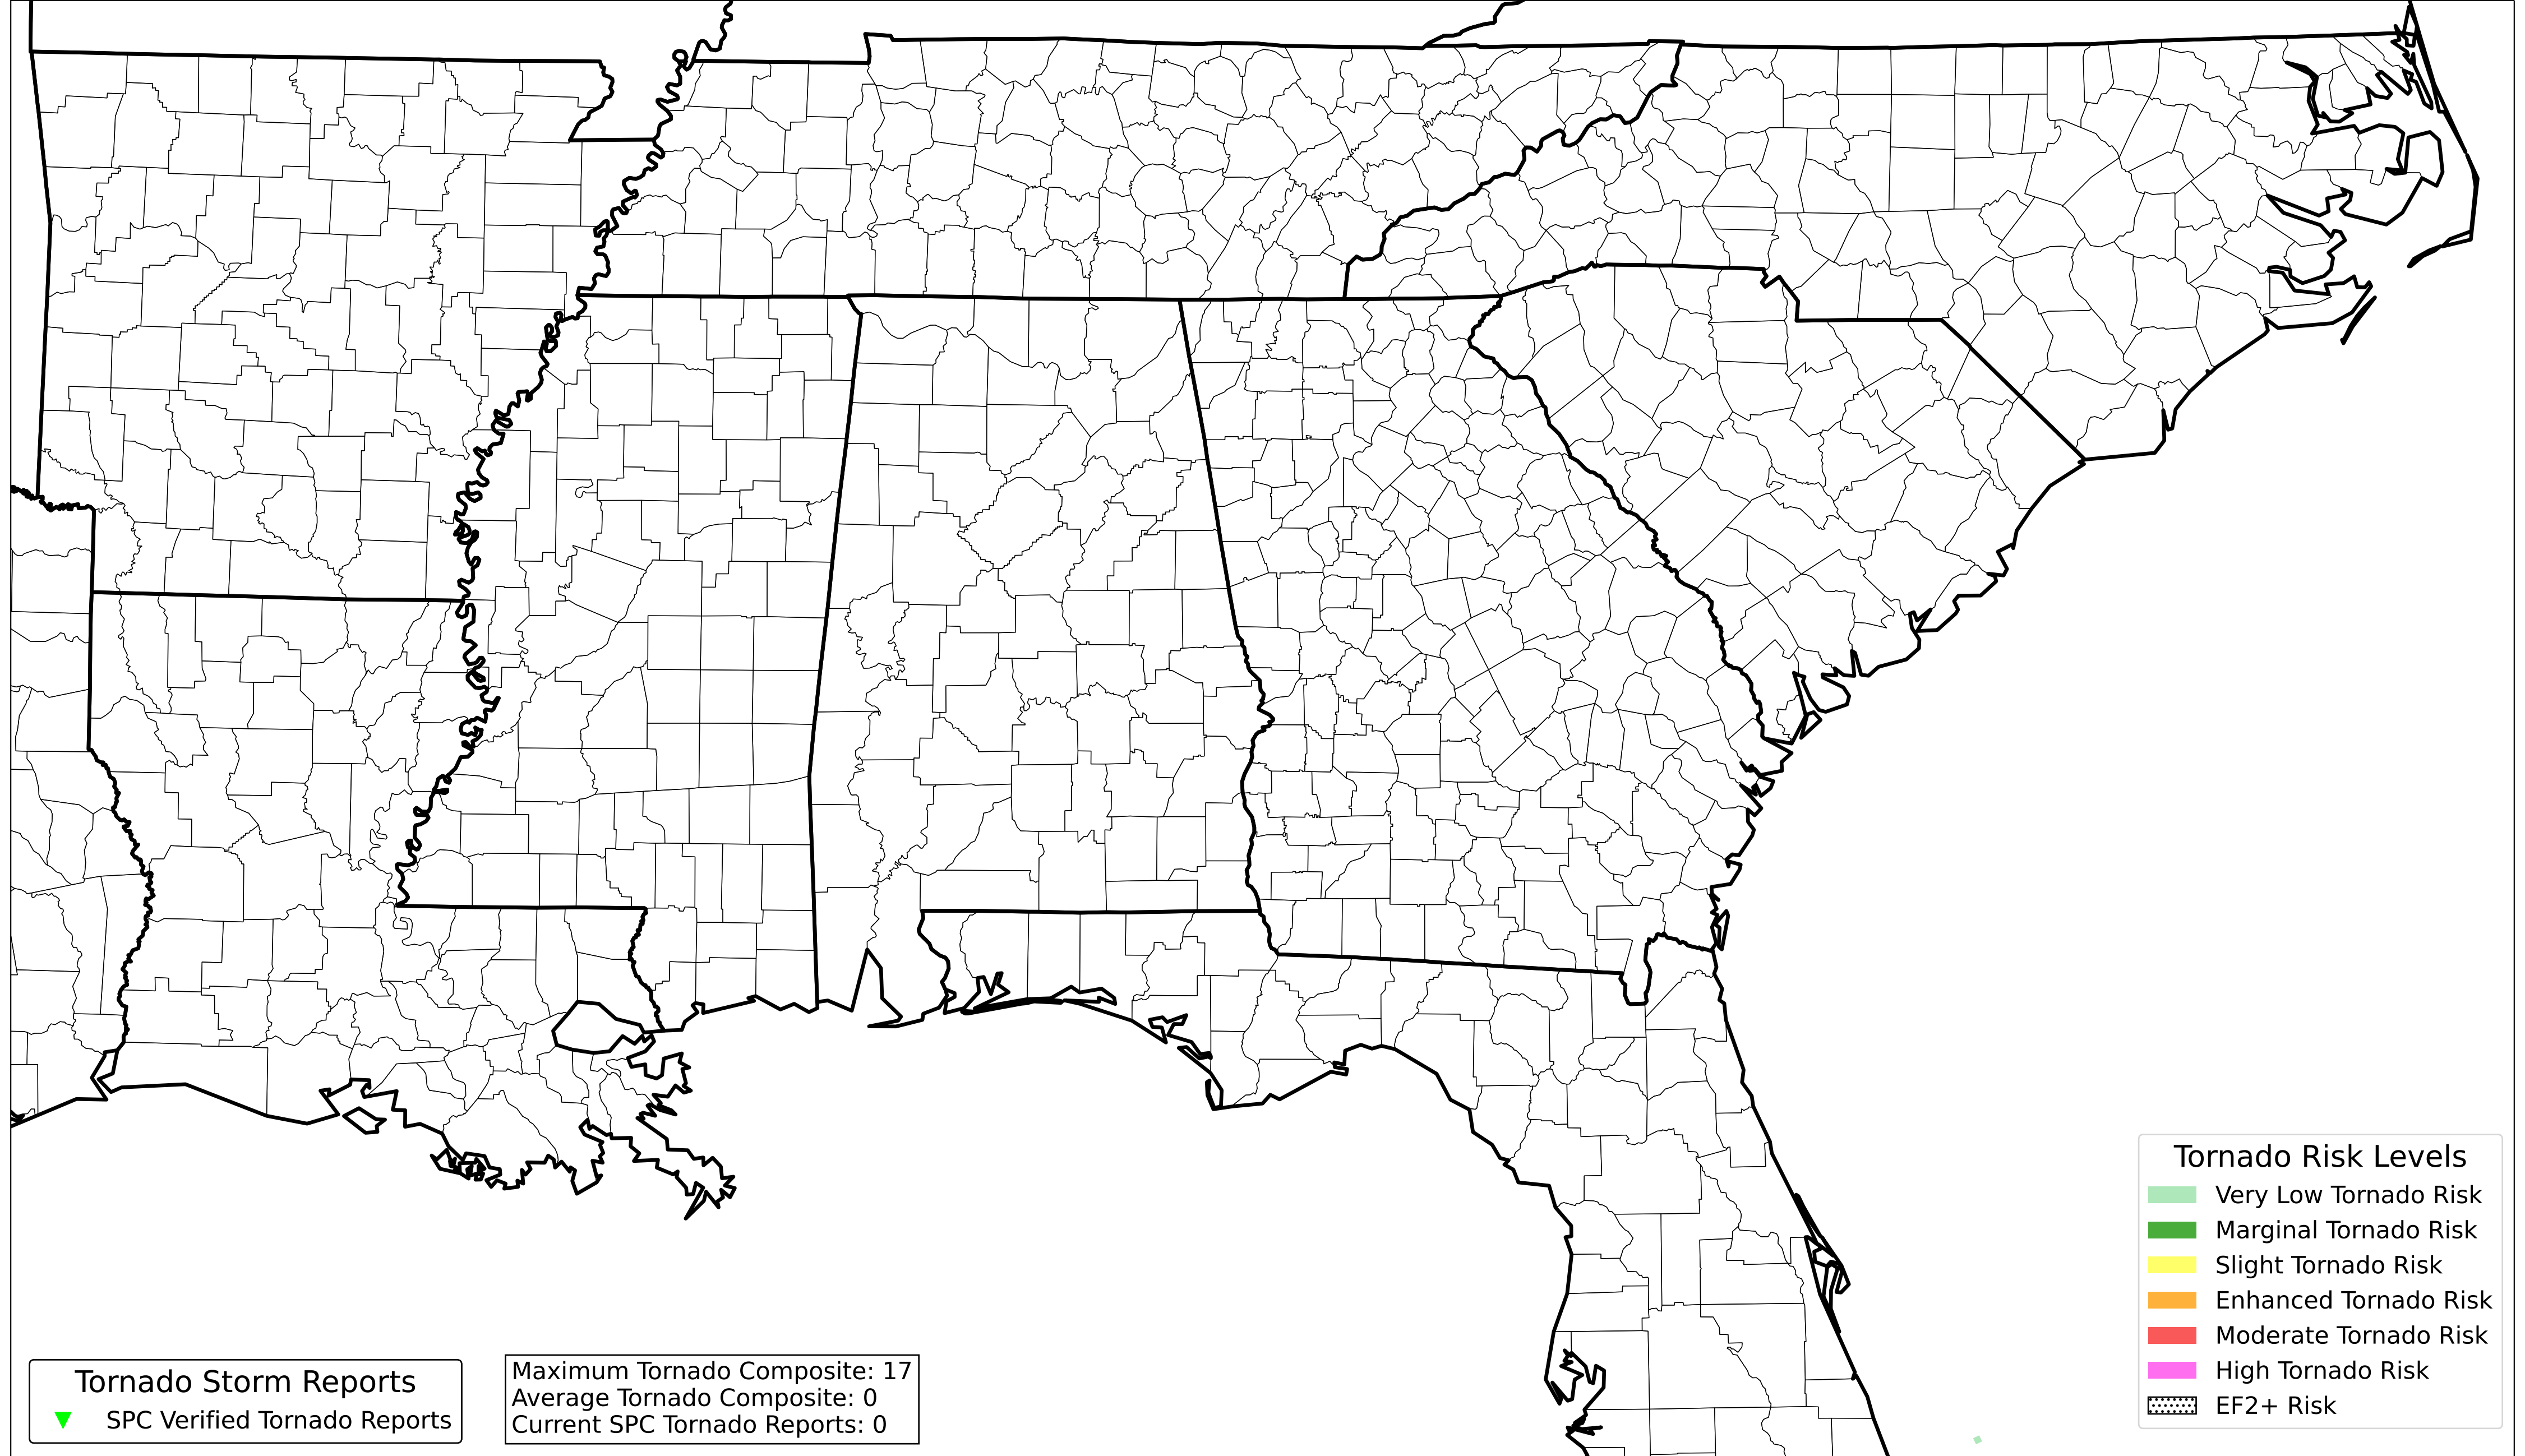 Tornado Storm Reports
SPC Verified Tornado Reports
Maximum Tornado Composite: 17
Average Tornado Composite: 0
Current SPC Tornado Reports: 0
Tornado Risk Levels
Very Low Tornado Risk
Marginal Tornado Risk
Slight Tornado Risk
Enhanced Tornado Risk
Moderate Tornado Risk
High Tornado Risk
EF2+ Risk